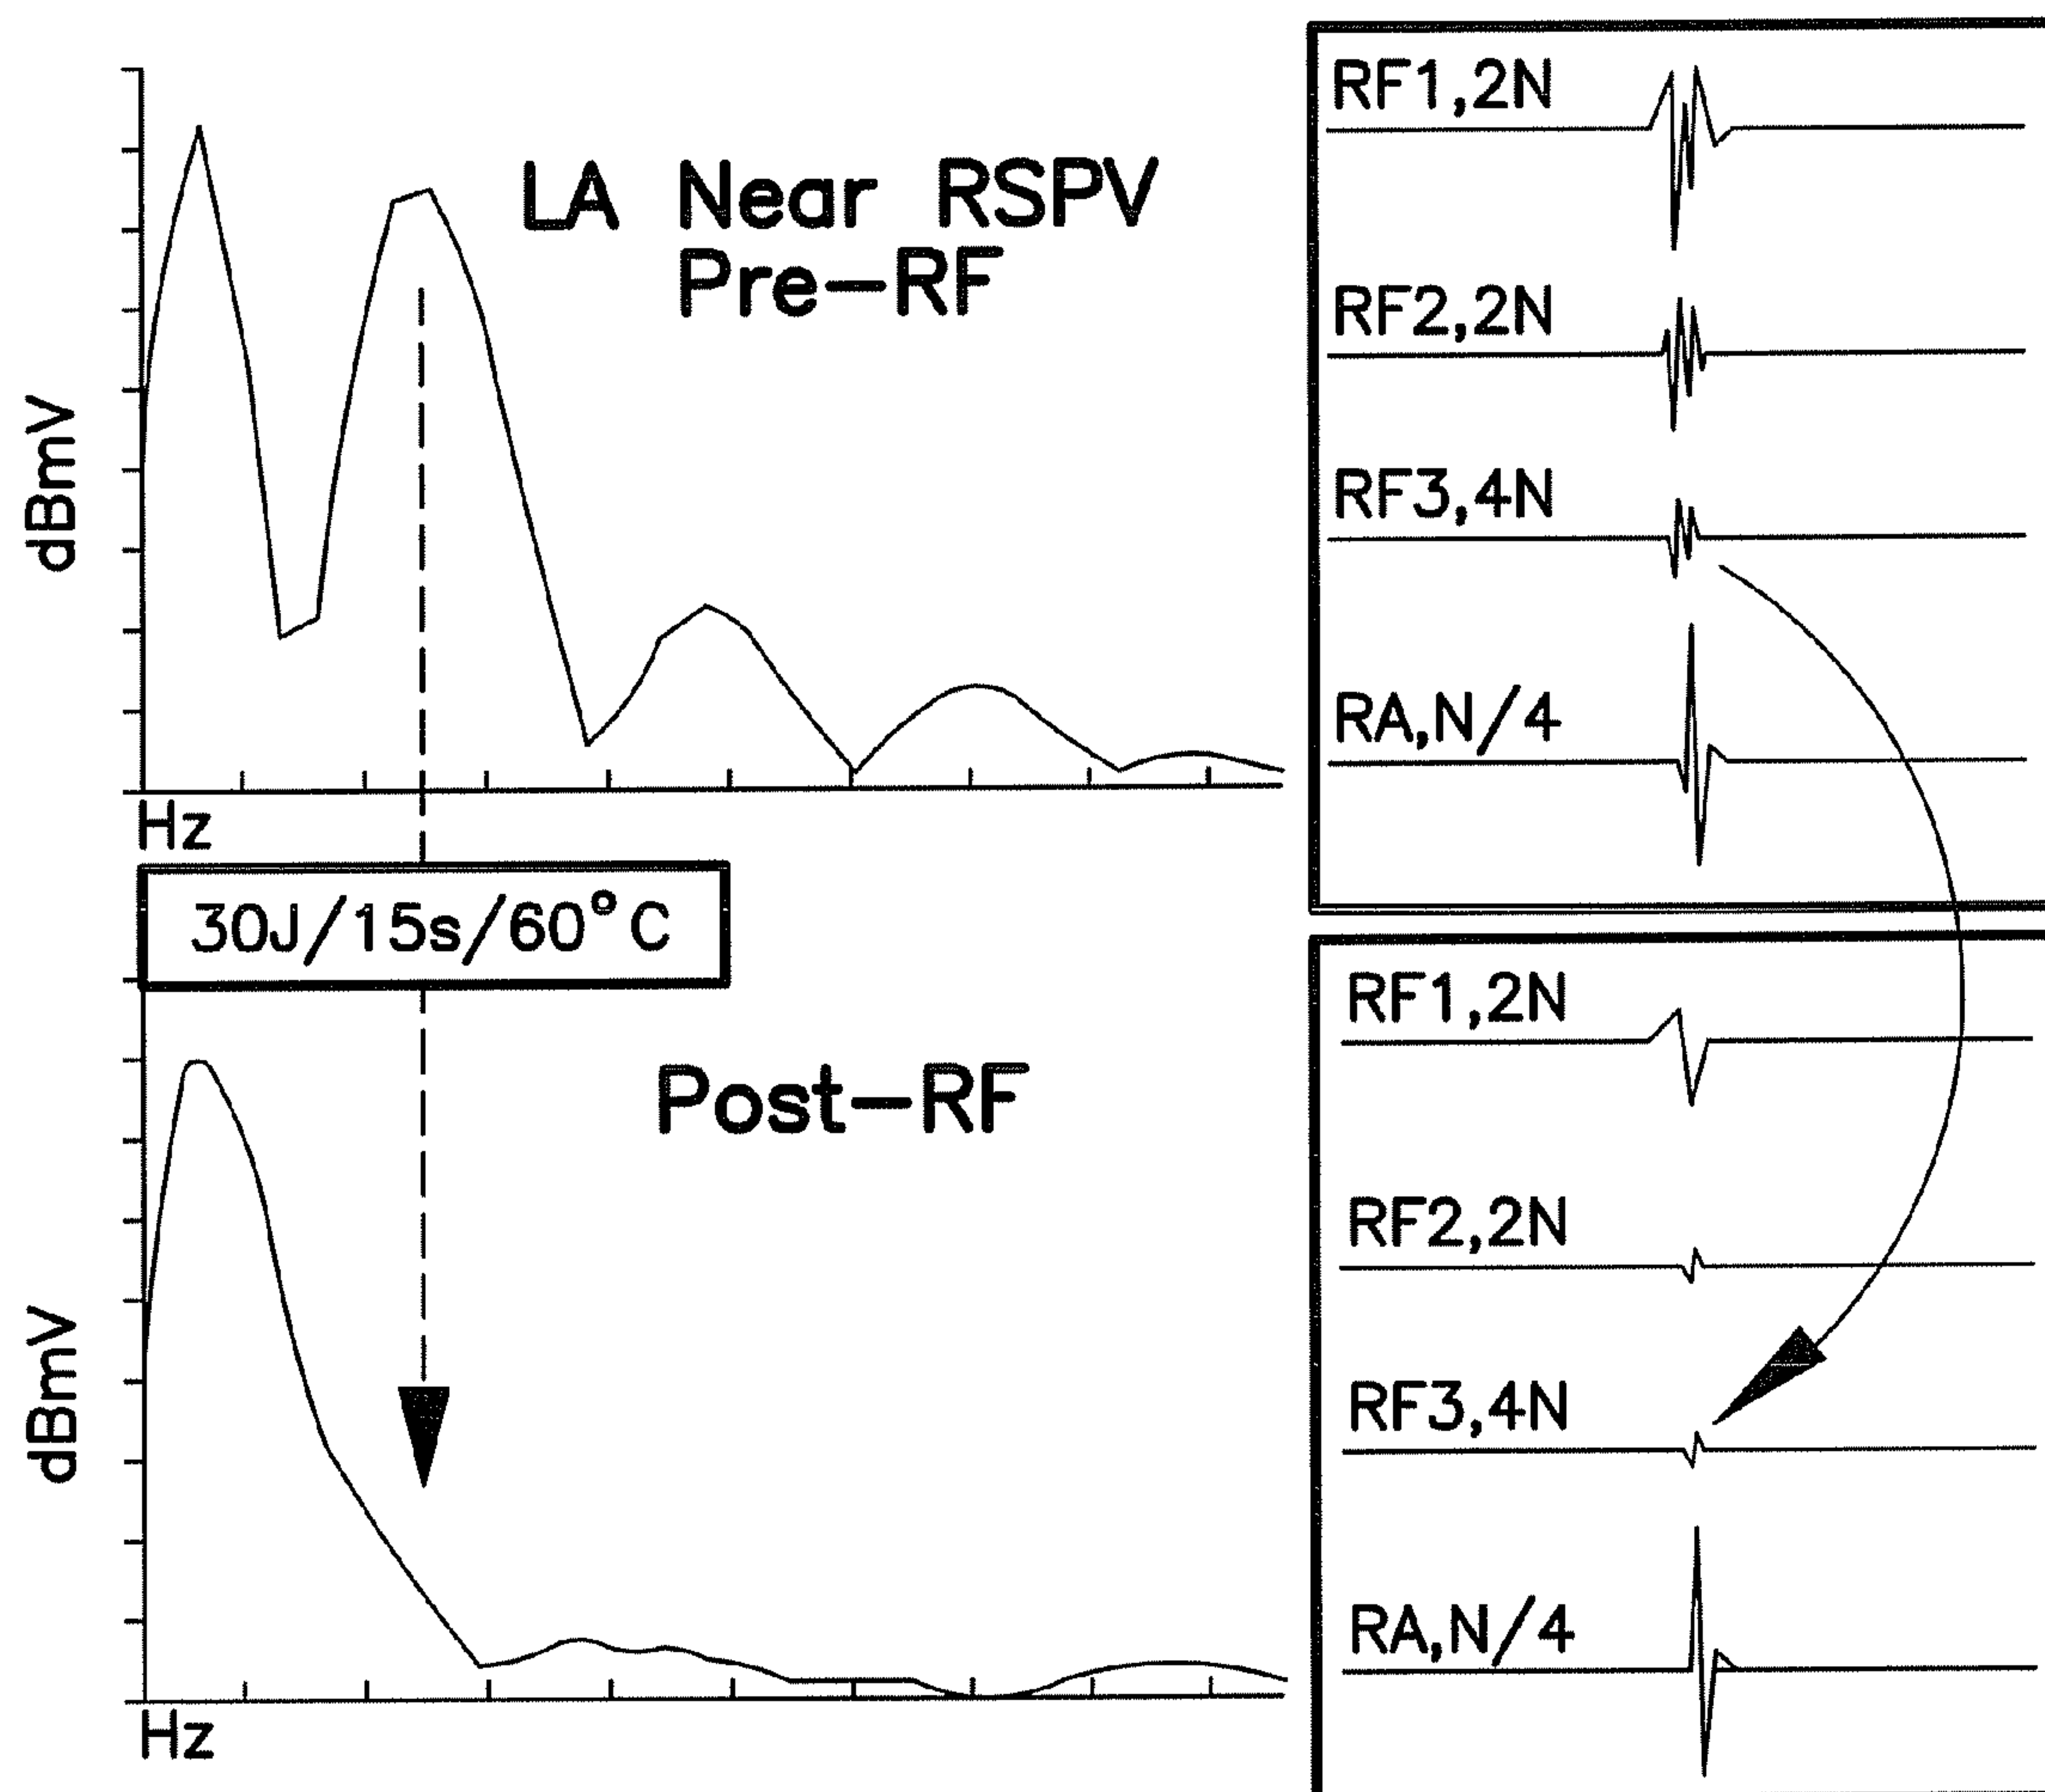 LA Near RSPV
Pre-RF
dBmV
Hz
30J/15s/60°C
Post-RF
dBmV
Hz
RF1,2N
RF2,2N
RF3,4N
RA,N/4
RF1,2N
RF2,2N
RF3,4N
RA,N/4